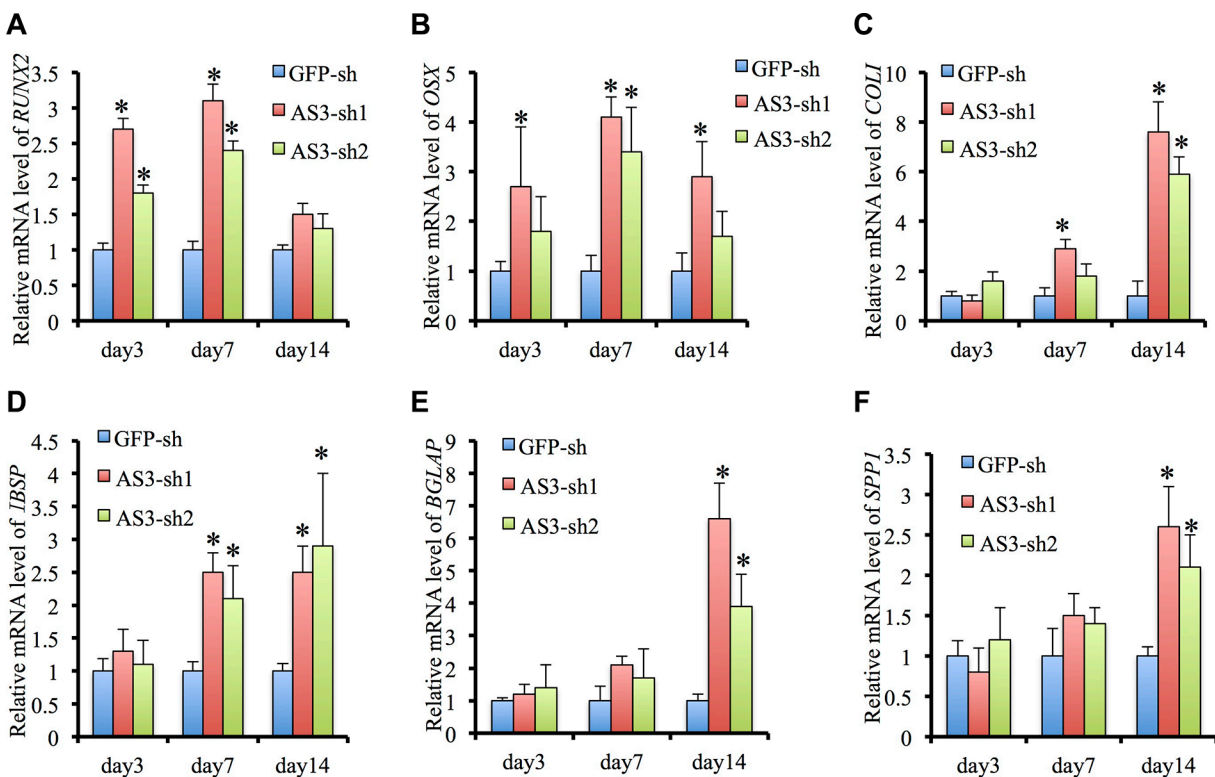 A
Relative mRNA level of RUNX2
3.5
3
2.5
2
1.5
1
0.5
0
GFP-sh
AS3-sh1
AS3-sh2
* * * *
day3 day7 day14
B
Relative mRNA level of OSX
5
4
3
2
1
0
GFP-sh
AS3-sh1
AS3-sh2
* * * *
day3 day7 day14
C
Relative mRNA level of COLI
10
8
6
4
2
0
GFP-sh
AS3-sh1
AS3-sh2
* * *
day3 day7 day14
D
Relative mRNA level of IBSP
4.5
4
3.5
3
2.5
2
1.5
1
0.5
0
GFP-sh
AS3-sh1
AS3-sh2
* * * *
day3 day7 day14
E
Relative mRNA level of BGLAP
9
8
7
6
5
4
3
2
1
0
GFP-sh
AS3-sh1
AS3-sh2
* *
day3 day7 day14
F
Relative mRNA level of SPP1
3.5
3
2.5
2
1.5
1
0.5
0
GFP-sh
AS3-sh1
AS3-sh2
* *
day3 day7 day14